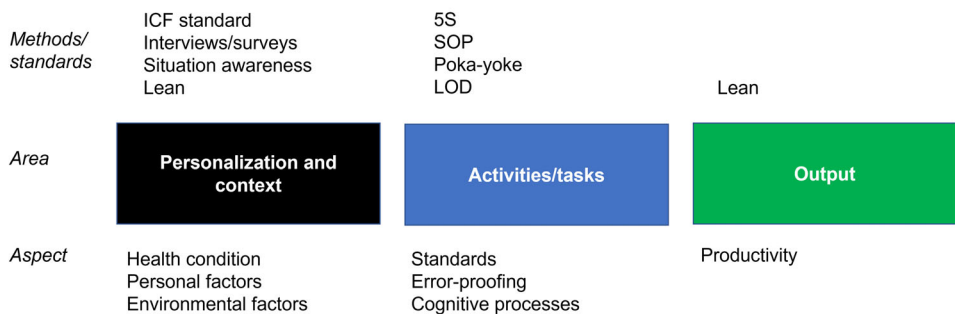 Methods/
standards
ICF standard
Interviews/surveys
Situation awareness
Lean
5S
SOP
Poka-yoke
LOD
Lean
Area
Personalization and
context
Activities/tasks
Output
Aspect
Health condition
Personal factors
Environmental factors
Standards
Error-proofing
Cognitive processes
Productivity